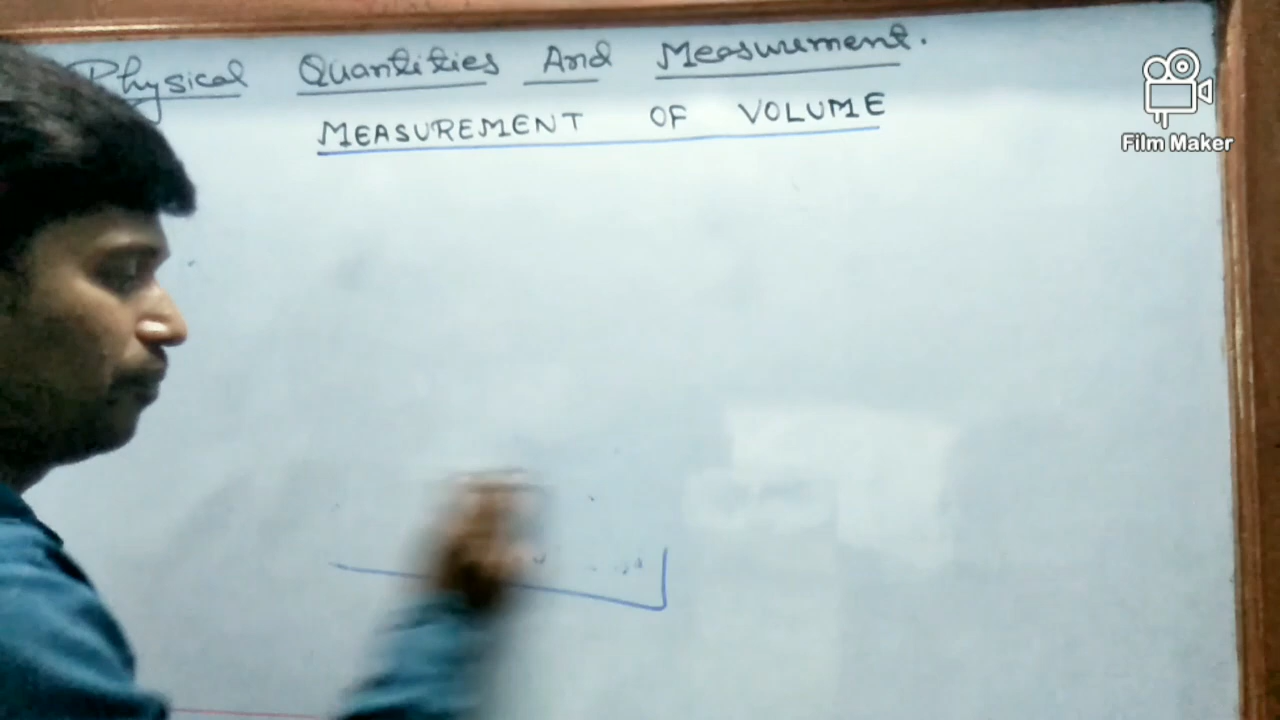 Physical Quantities And Measurement.
MEASUREMENT OF VOLUME
Film Maker